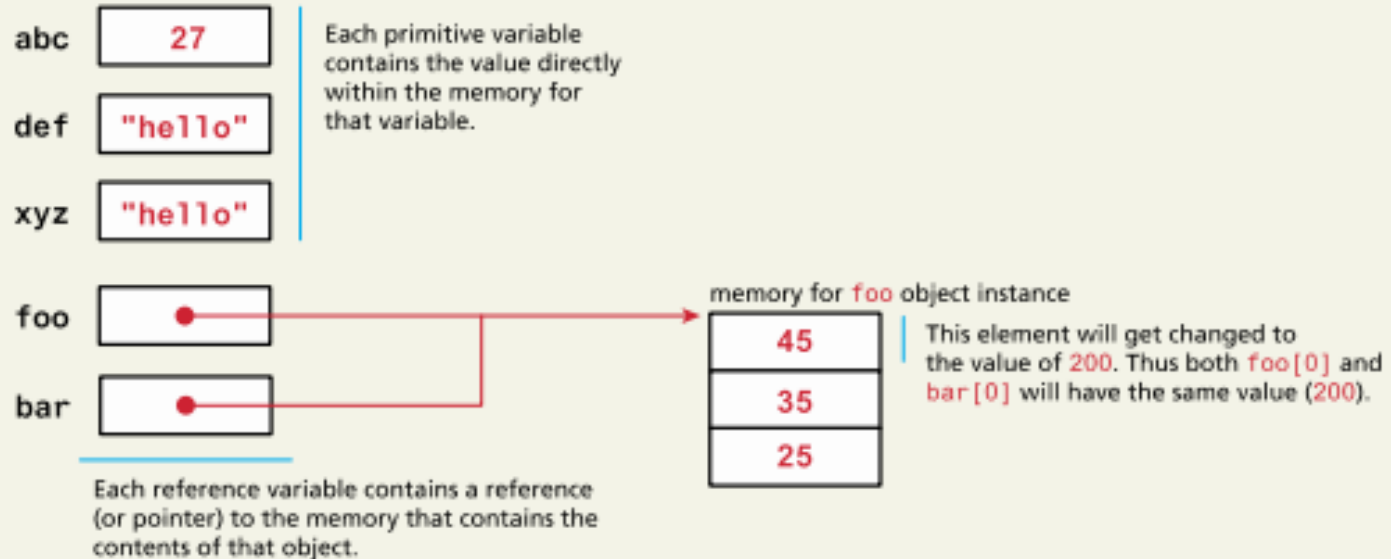 abc 27
Each primitive variable
contains the value directly
within the memory for
that variable.
def "hello"
xyz "hello"
foo
bar
memory for foo object instance
45
35
25
This element will get changed to
the value of 200. Thus both foo[0] and
bar[0] will have the same value (200).
Each reference variable contains a reference
(or pointer) to the memory that contains the
contents of that object.